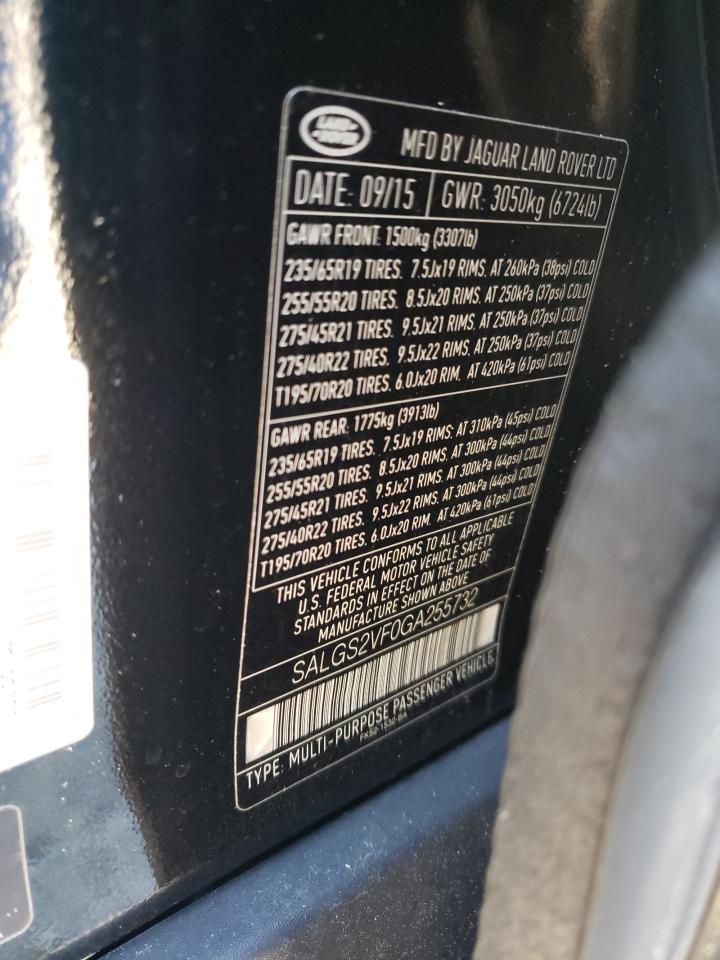 LAND-
-ROVER
MFD BY JAGUAR LAND ROVER LTD
DATE: 09/15 GWR: 3050kg (6724lb)
GAWR FRONT: 1500kg (3307lb)
235/65R19 TIRES. 7.5Jx19 RIMS. AT 260kPa (38psi) COLD
255/55R20 TIRES. 8.5Jx20 RIMS. AT 250kPa (37psi) COLD
275/45R21 TIRES. 9.5Jx21 RIMS. AT 250kPa (37psi) COLD
275/40R22 TIRES. 9.5Jx22 RIMS. AT 250kPa (37psi) COLD
T195/70R20 TIRES. 6.0Jx20 RIM. AT 420kPa (61psi) COLD
GAWR REAR: 1775kg (3913lb)
235/65R19 TIRES. 7.5Jx19 RIMS: AT 310kPa (45psi) COLD
255/55R20 TIRES. 8.5Jx20 RIMS. AT 300kPa (44psi) COLD
275/45R21 TIRES. 9.5Jx21 RIMS. AT 300kPa (44psi) COLD
275/40R22 TIRES. 9.5Jx22 RIMS. AT 300kPa (44psi) COLD
T195/70R20 TIRES. 6.0Jx20 RIM. AT 420kPa (61psi) COLD
THIS VEHICLE CONFORMS TO ALL APPLICABLE
U.S. FEDERAL MOTOR VEHICLE SAFETY
STANDARDS IN EFFECT ON THE DATE OF
MANUFACTURE SHOWN ABOVE
SALGS2VF0GA255732
TYPE: MULTI-PURPOSE PASSENGER VEHICLE
FK52-1532-BA